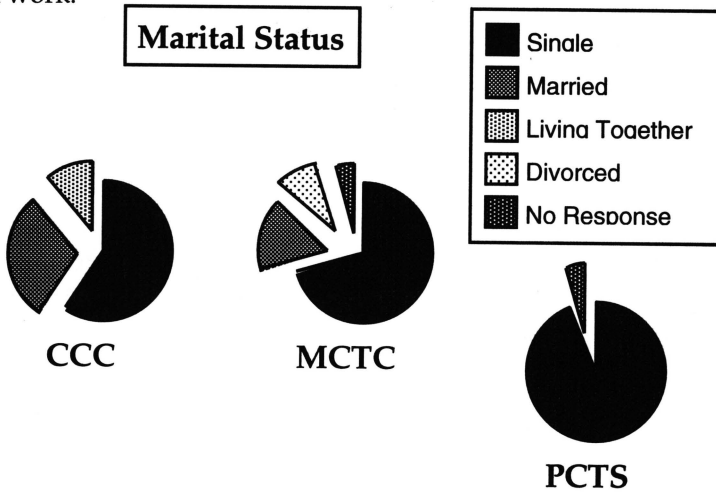 work.
Marital Status
Single
Married
Living Together
Divorced
No Response
CCC
MCTC
PCTS